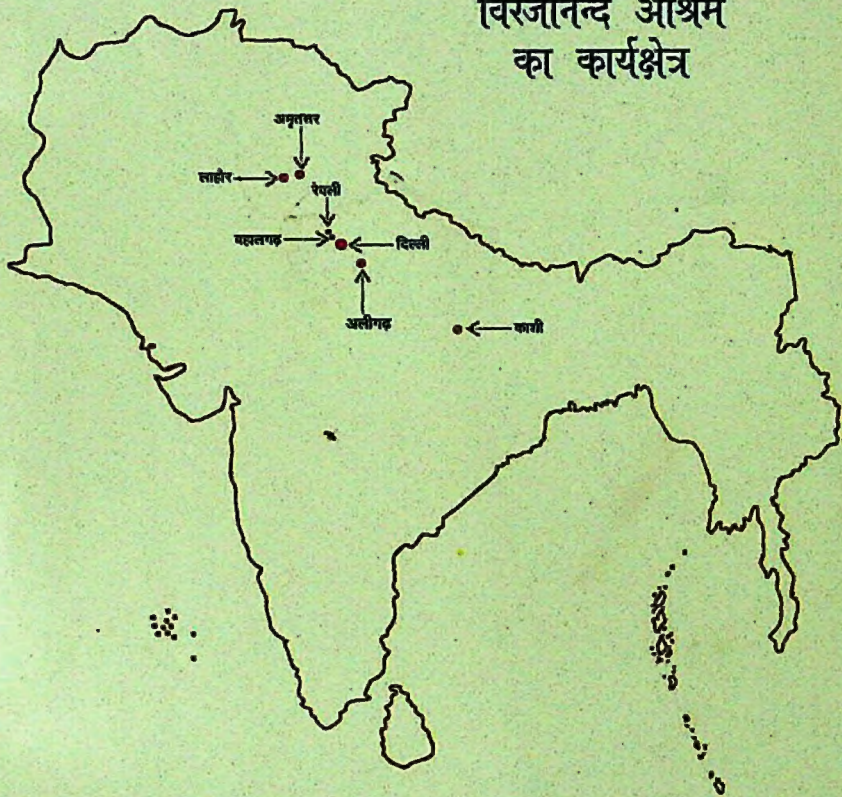 विरजानन्द आश्रम
का कार्यक्षेत्र
अमृतसर
लाहौर
रेवली
बहालगढ़
दिल्ली
अलीगढ़
काशी